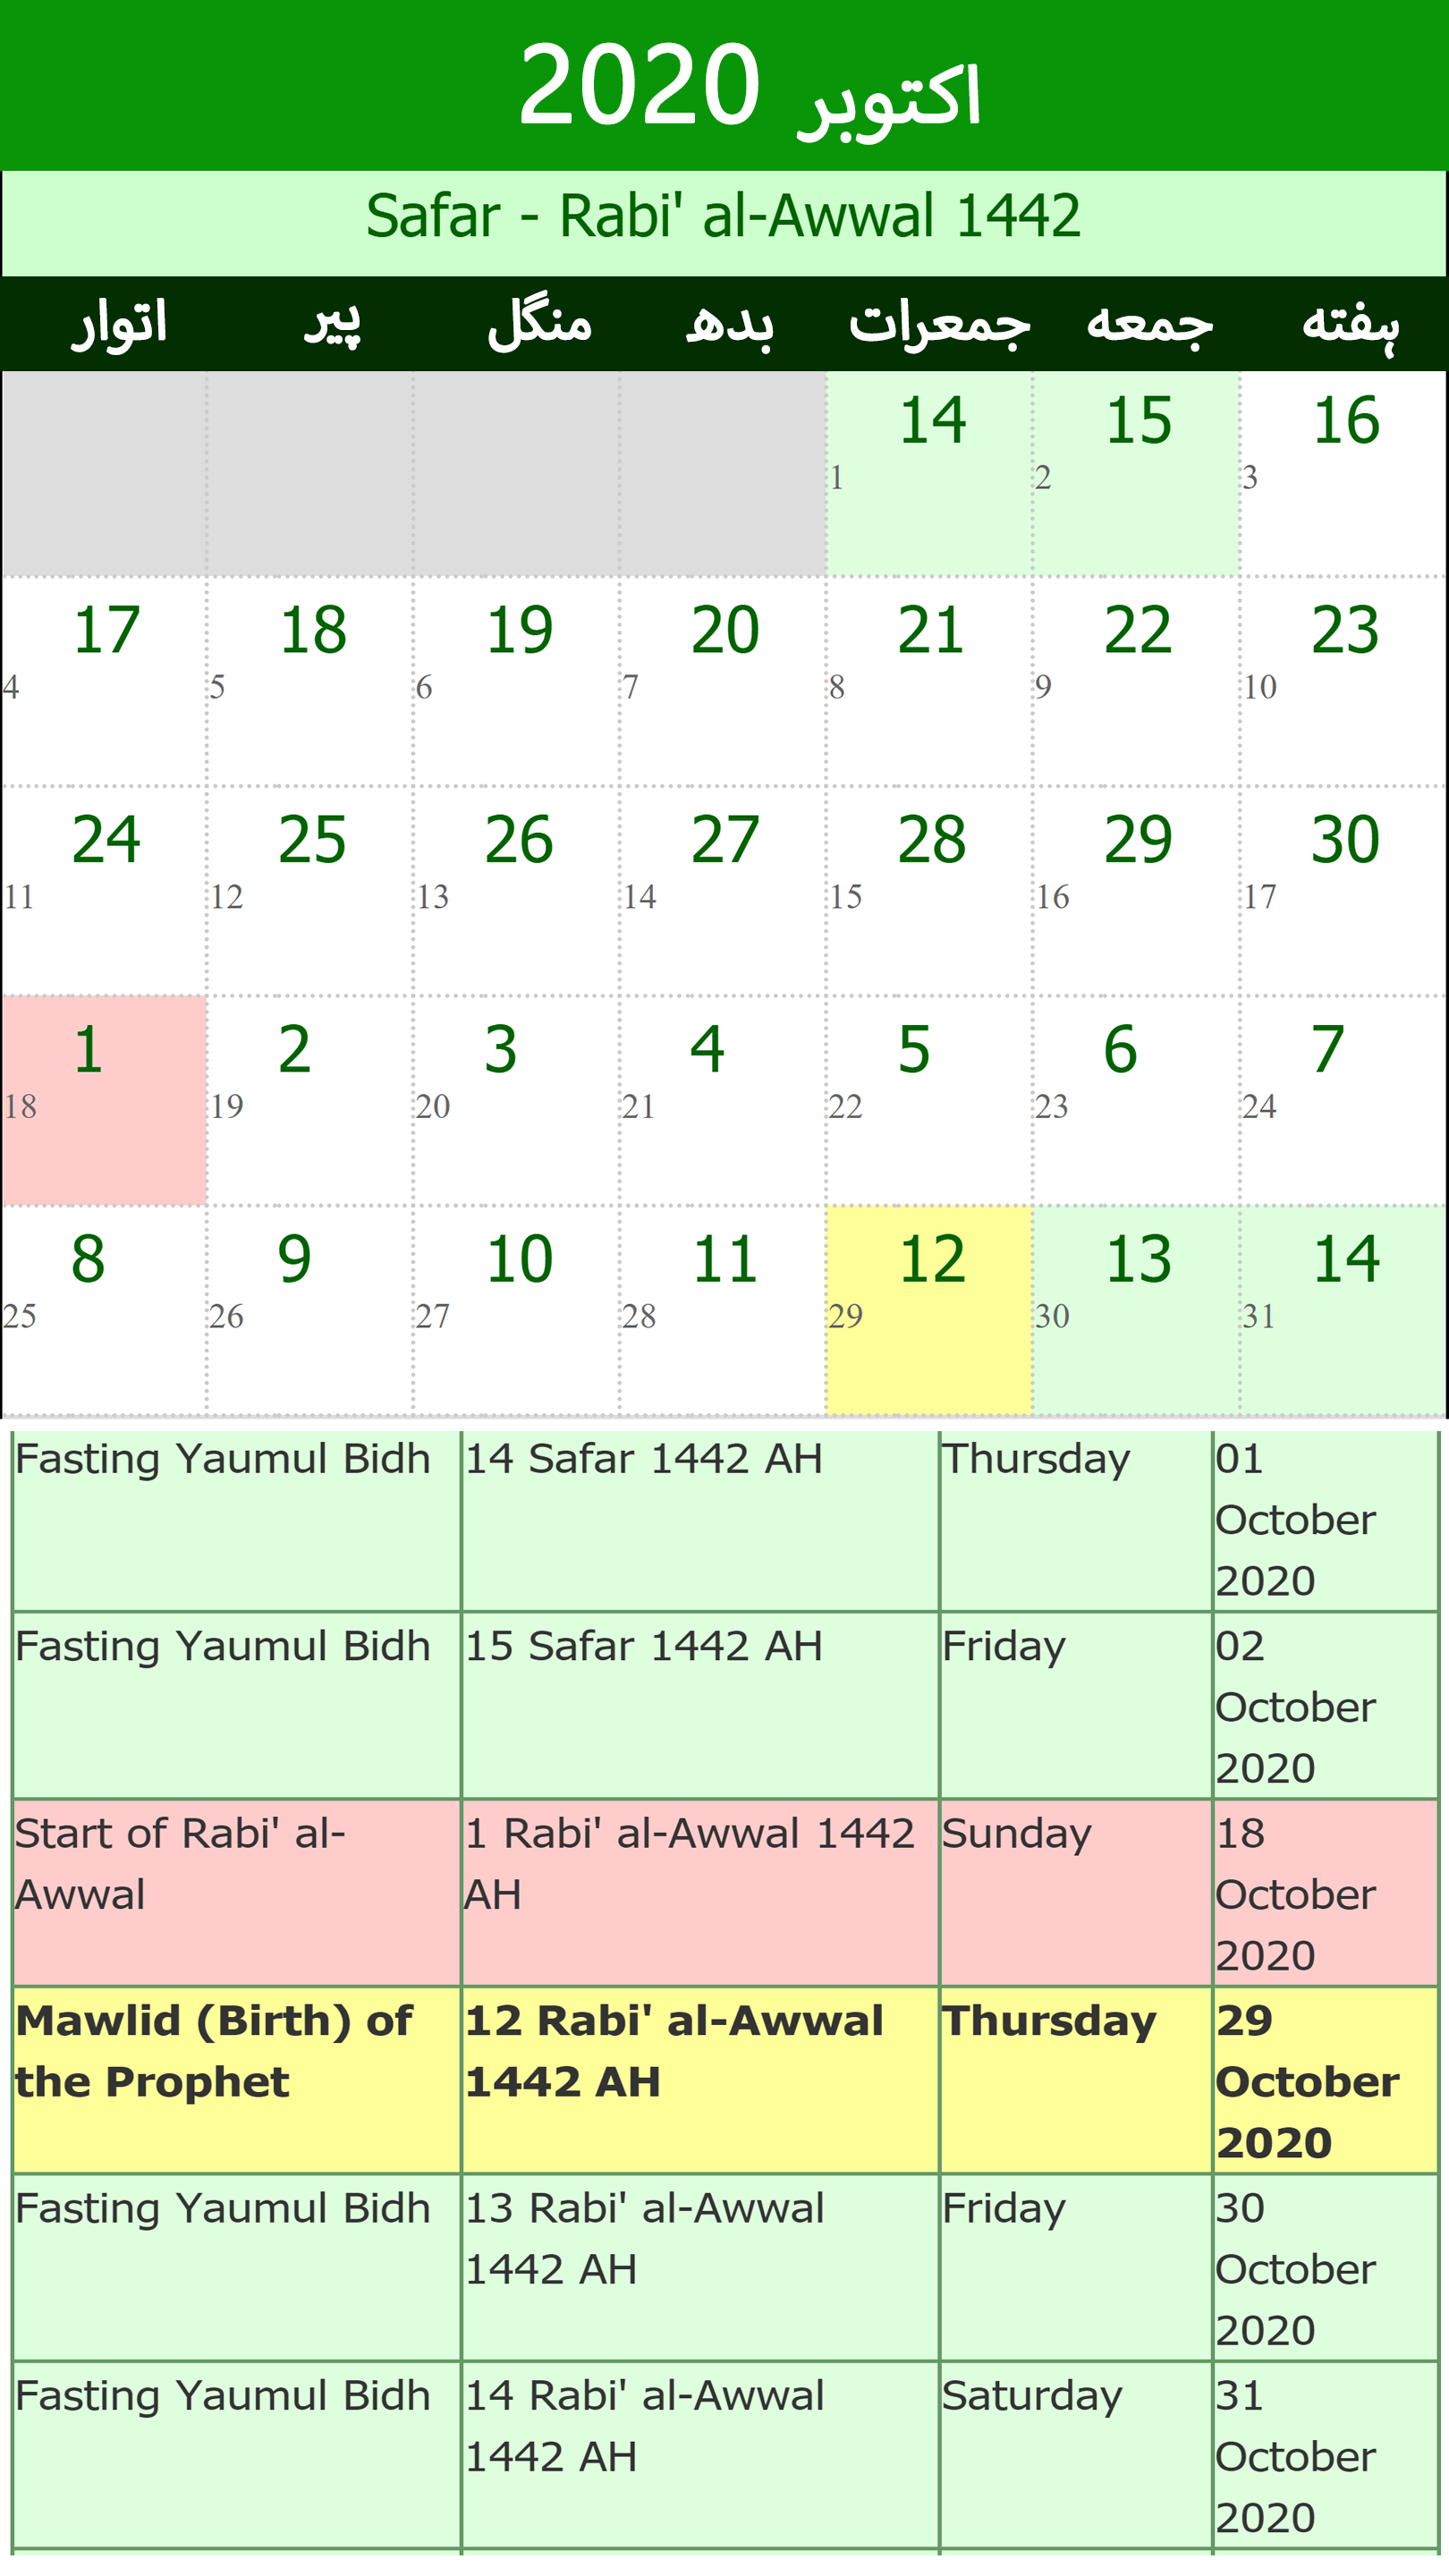 اکتوبر 2020
Safar - Rabi' al-Awwal 1442
اتوار پیر منگل بدھ جمعرات جمعه ہفته
14 15 16
1 2 3
17 18 19 20 21 22 23
4 5 6 7 8 9 10
24 25 26 27 28 29 30
11 12 13 14 15 16 17
1 2 3 4 5 6 7
18 19 20 21 22 23 24
8 9 10 11 12 13 14
25 26 27 28 29 30 31
Fasting Yaumul Bidh 14 Safar 1442 AH Thursday 01
October
2020
Fasting Yaumul Bidh 15 Safar 1442 AH Friday 02
October
2020
Start of Rabi' al- 1 Rabi' al-Awwal 1442 Sunday 18
Awwal AH October
2020
Mawlid (Birth) of 12 Rabi' al-Awwal Thursday 29
the Prophet 1442 AH October
2020
Fasting Yaumul Bidh 13 Rabi' al-Awwal Friday 30
1442 AH October
2020
Fasting Yaumul Bidh 14 Rabi' al-Awwal Saturday 31
1442 AH October
2020